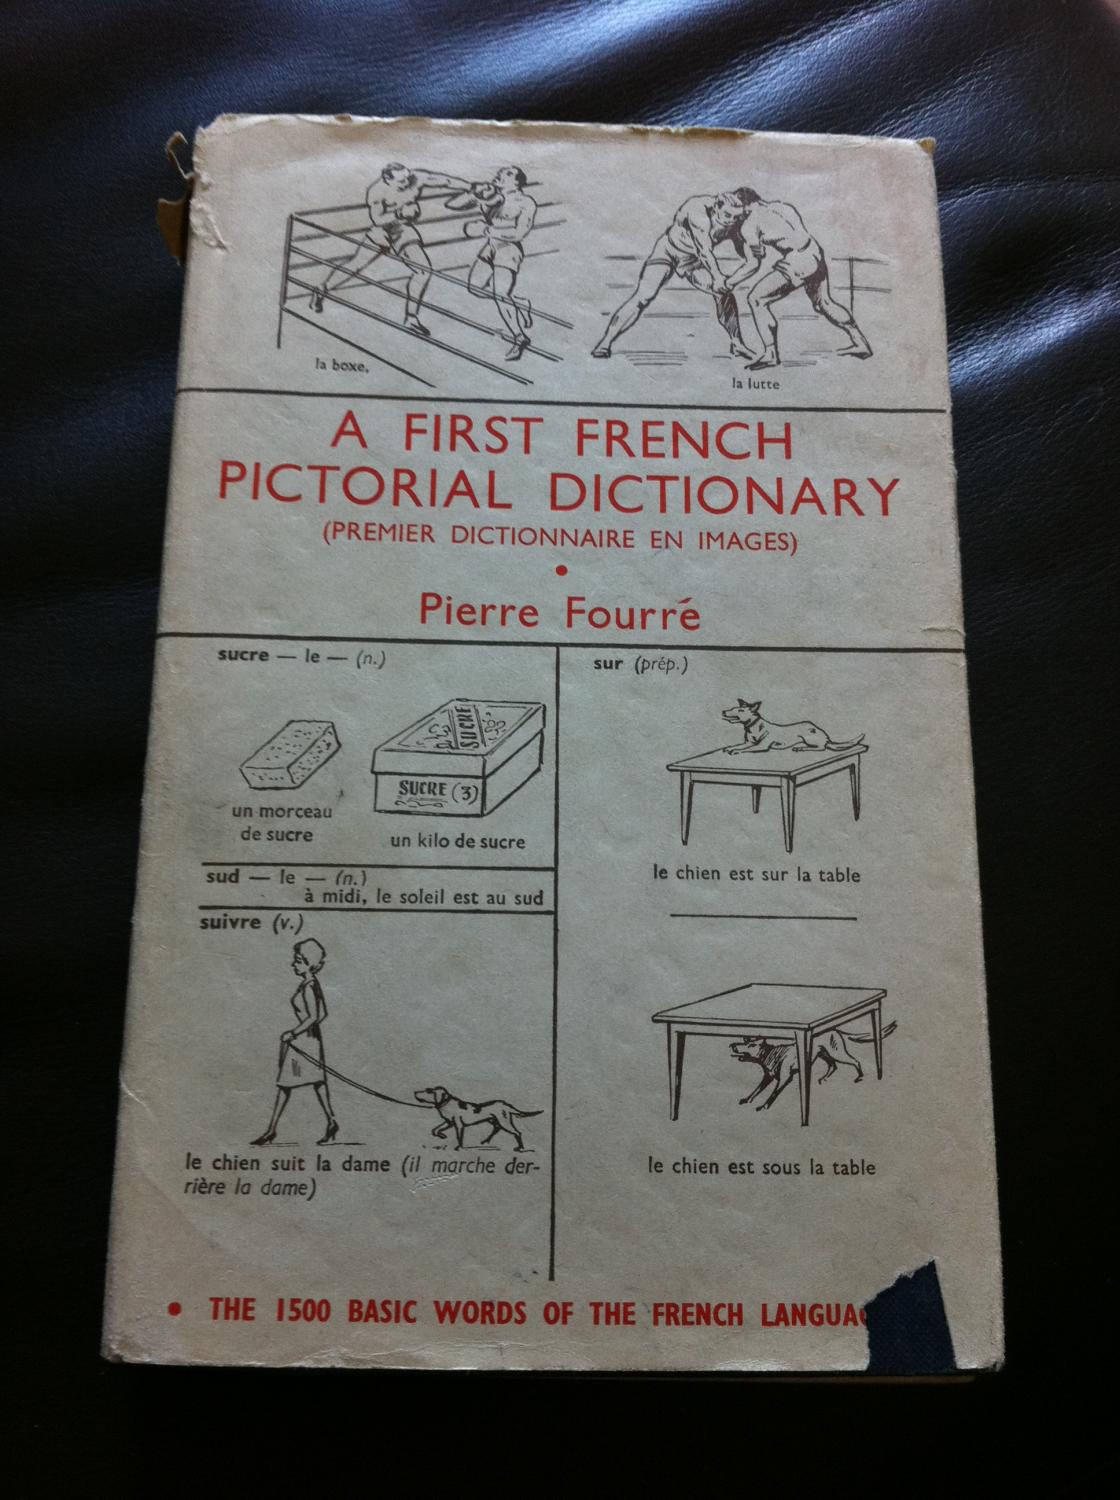 la boxe,
la lutte
A FIRST FRENCH
PICTORIAL DICTIONARY
(PREMIER DICTIONNAIRE EN IMAGES)
Pierre Fourré
sucre — le — (n.)
SUCRE
SUCRE (3)
un morceau
de sucre
un kilo de sucre
sud — le — (n.)
à midi, le soleil est au sud
suivre (v.)
le chien suit la dame (il marche der-
rière la dame)
sur (prép.)
le chien est sur la table
le chien est sous la table
• THE 1500 BASIC WORDS OF THE FRENCH